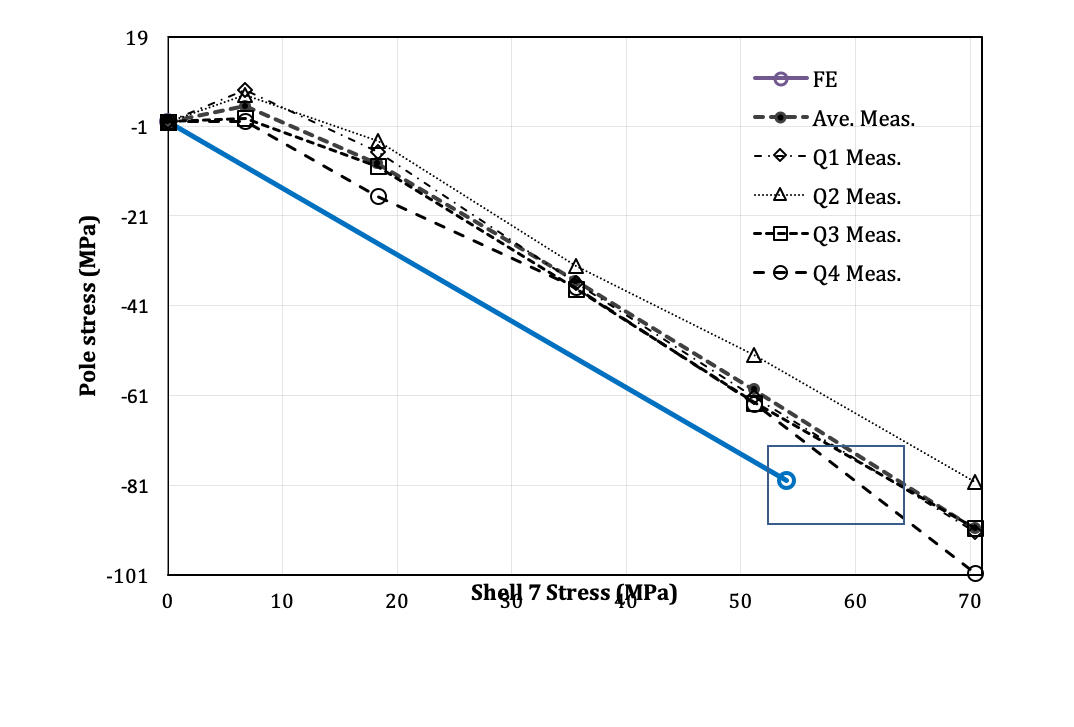 19
-1
-21
-41
-61
-81
-101
Pole stress (MPa)
FE
Ave. Meas.
Q1 Meas.
Q2 Meas.
Q3 Meas.
Q4 Meas.
Shell 7 Stress (MPa)
0 10 20 30 40 50 60 70